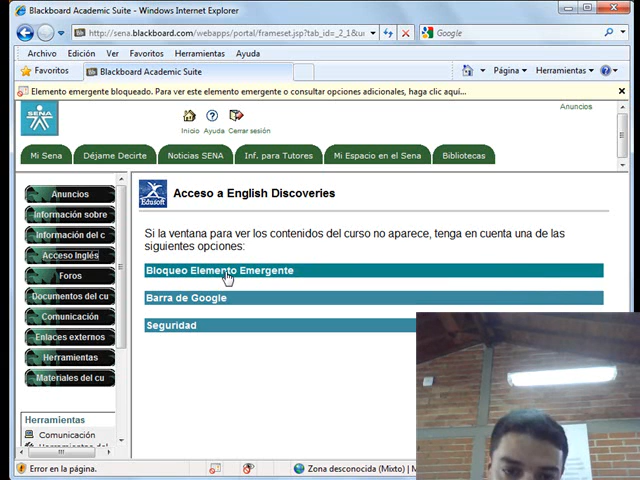 Blackboard Academic Suite - Windows Internet Explorer
http://sena.blackboard.com/webapps/portal/frameset.jsp?tab_id=_2_1&u
Google
Archivo Edición Ver Favoritos Herramientas Ayuda
Favoritos Blackboard Academic Suite Página Herramientas
Elemento emergente bloqueado. Para ver este elemento emergente o consultar opciones adicionales, haga clic aquí...
SENA
Inicio Ayuda Cerrar sesión
Anuncios
Mi Sena Déjame Decirte Noticias SENA Inf. para Tutores Mi Espacio en el Sena Bibliotecas
Anuncios
Información sobre
Información del c
Acceso Inglés
Foros
Documentos del cu
Comunicación
Enlaces externos
Herramientas
Materiales del cu
Herramientas
Comunicación
Edusoft
Acceso a English Discoveries
Si la ventana para ver los contenidos del curso no aparece, tenga en cuenta una de las
siguientes opciones:
Bloqueo Elemento Emergente
Barra de Google
Seguridad
Error en la página.
Zona desconocida (Mixto)